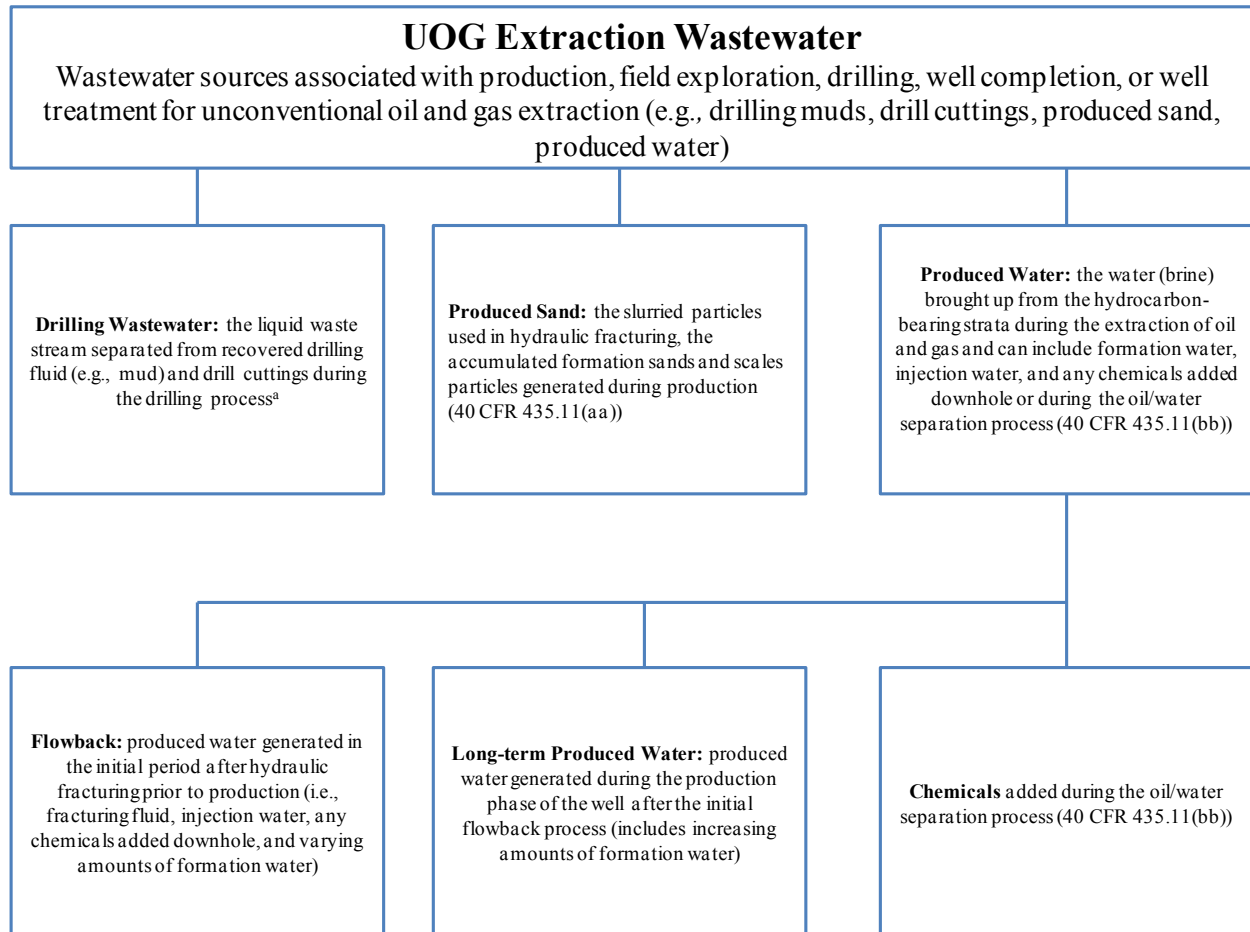 UOG Extraction Wastewater
Wastewater sources associated with production, field exploration, drilling, well completion, or well
treatment for unconventional oil and gas extraction (e.g., drilling muds, drill cuttings, produced sand,
produced water)
Drilling Wastewater: the liquid waste
stream separated from recovered drilling
fluid (e.g., mud) and drill cuttings during
the drilling processᵃ
Produced Sand: the slurried particles
used in hydraulic fracturing, the
accumulated formation sands and scales
particles generated during production
(40 CFR 435.11(aa))
Produced Water: the water (brine)
brought up from the hydrocarbon-
bearing strata during the extraction of oil
and gas and can include formation water,
injection water, and any chemicals added
downhole or during the oil/water
separation process (40 CFR 435.11(bb))
Flowback: produced water generated in
the initial period after hydraulic
fracturing prior to production (i.e.,
fracturing fluid, injection water, any
chemicals added downhole, and varying
amounts of formation water)
Long-term Produced Water: produced
water generated during the production
phase of the well after the initial
flowback process (includes increasing
amounts of formation water)
Chemicals added during the oil/water
separation process (40 CFR 435.11(bb))